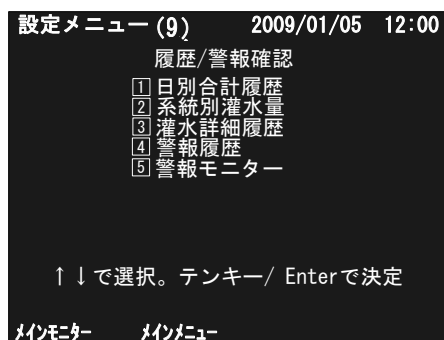 設定メニュー(9) 2009/01/05 12:00
履歴/警報確認
1 日別合計履歴
2 系統別灌水量
3 灌水詳細履歴
4 警報履歴
5 警報モニター
↑↓で選択。テンキー/ Enterで決定
メインモニター メインメニュー